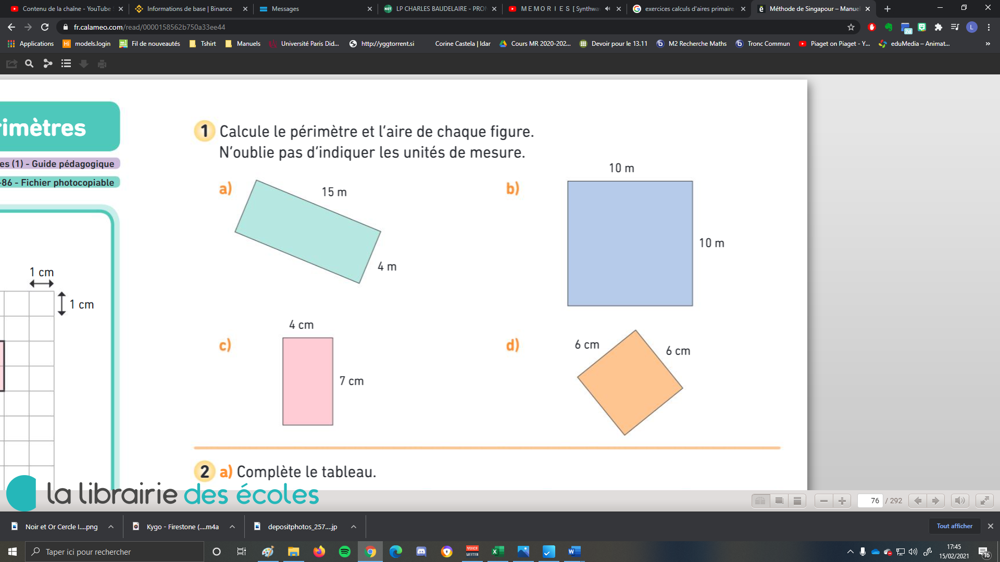 Contenu de la chaîne - YouTube
Informations de base | Binance
Messages
LP CHARLES BAUDELAIRE - PRON
M E M O R I E S [ Synthwav
exercices calculs d'aires primaire
Méthode de Singapour – Manuel
fr.calameo.com/read/0000158562b750a33ee44
Applications
models.login
Fil de nouveautés
Tshirt
Manuels
Université Paris Did...
http://yggtorrent.si
Corine Castela | Idar
Cours MR 2020-202...
Devoir pour le 13.11
M2 Recherche Maths
Tronc Commun
Piaget on Piaget - Y...
eduMedia – Animat...
»
rimètres
es (1) - Guide pédagogique
-86 - Fichier photocopiable
1 cm
1 cm
1 Calcule le périmètre et l'aire de chaque figure.
N'oublie pas d'indiquer les unités de mesure.
a)
15 m
4 m
b)
10 m
10 m
c)
4 cm
7 cm
d)
6 cm
6 cm
2 a) Complète le tableau.
la librairie des écoles
76 / 292
Noir et Or Cercle I....png
Kygo - Firestone (....m4a
depositphotos_257....jp
Tout afficher
Taper ici pour rechercher
17:45
15/02/2021
16